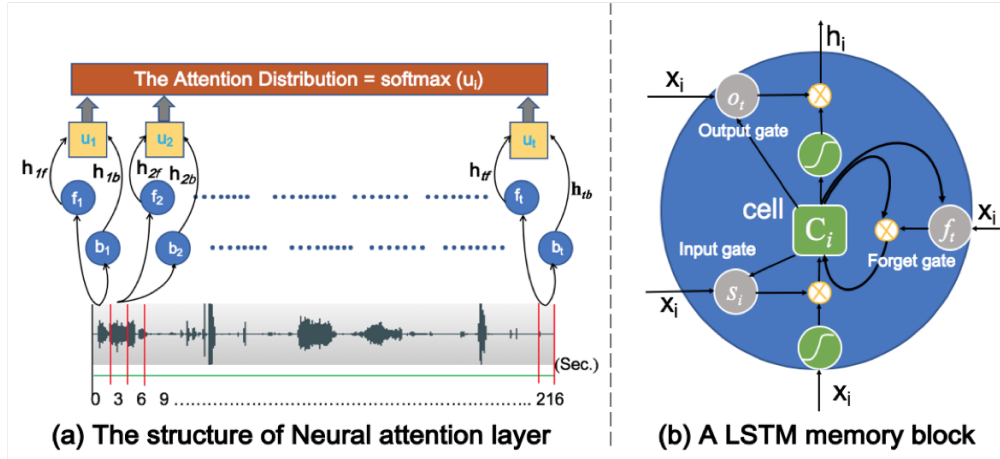 The Attention Distribution = softmax (uᵢ)
u₁ u₂ uₜ
h₁f h₁b h₂f h₂b htf htb
f₁ f₂ fₜ
b₁ b₂ bₜ
(Sec.)
0 3 6 9 ................................................ 216
(a) The structure of Neural attention layer
hᵢ
Xᵢ
oₜ
Output gate
cell
Cᵢ
Xᵢ
fₜ
Forget gate
Input gate
sᵢ
Xᵢ
Xᵢ
(b) A LSTM memory block